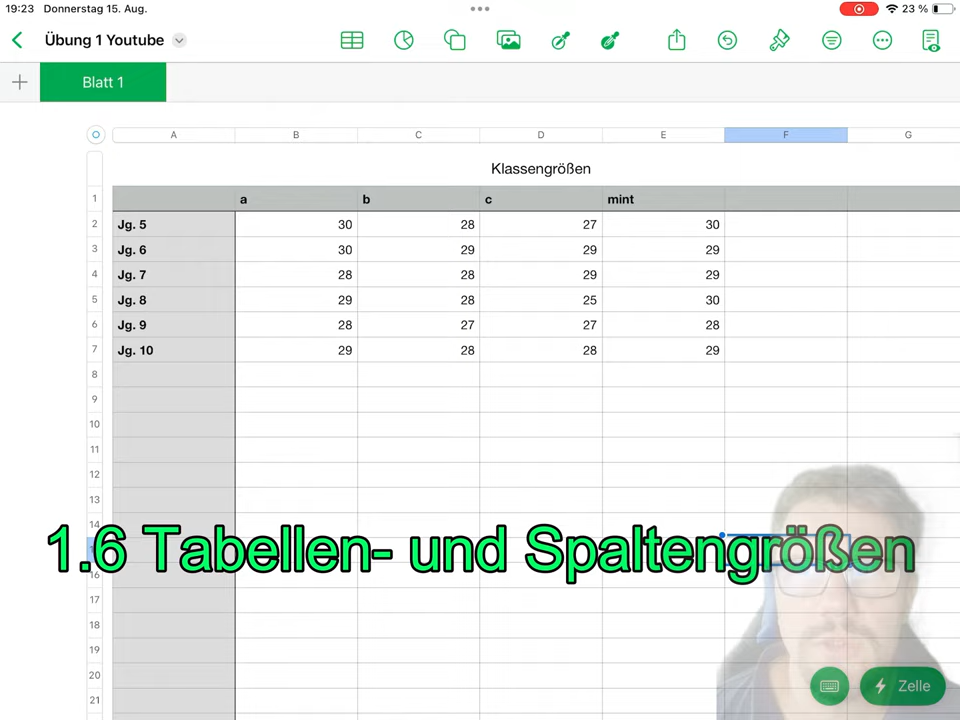 19:23 Donnerstag 15. Aug. 23 %
Übung 1 Youtube
Blatt 1
A B C D E F G
Klassengrößen
1 a b c mint
2 Jg. 5 30 28 27 30
3 Jg. 6 30 29 29 29
4 Jg. 7 28 28 29 29
5 Jg. 8 29 28 25 30
6 Jg. 9 28 27 27 28
7 Jg. 10 29 28 28 29
8
9
10
11
12
13
14
1.6 Tabellen- und Spaltengrößen
16
17
18
19
20
21
Zelle